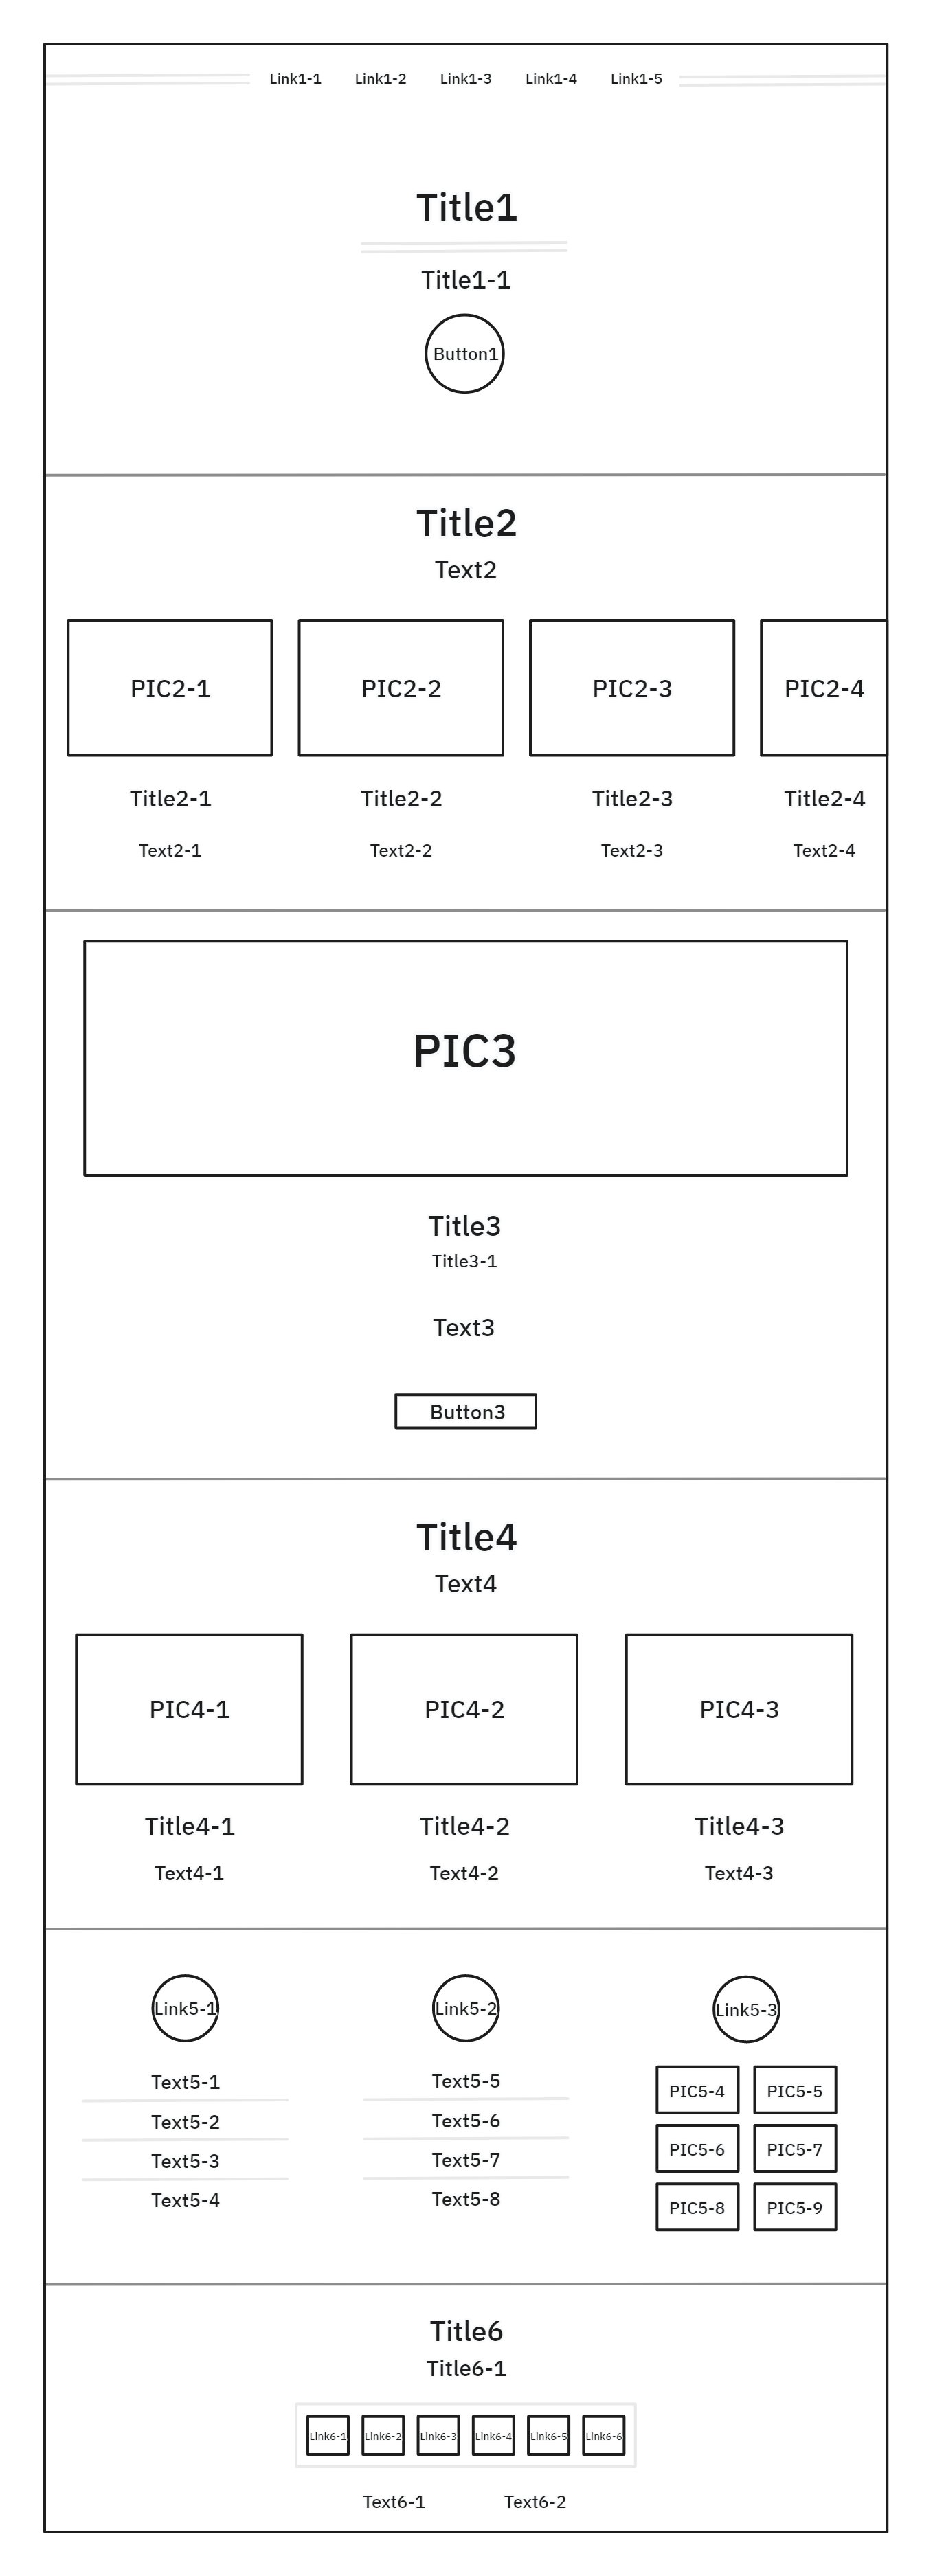 Link1-1 Link1-2 Link1-3 Link1-4 Link1-5
Title1
Title1-1
Button1
Title2
Text2
PIC2-1 PIC2-2 PIC2-3 PIC2-4
Title2-1 Title2-2 Title2-3 Title2-4
Text2-1 Text2-2 Text2-3 Text2-4
PIC3
Title3
Title3-1
Text3
Button3
Title4
Text4
PIC4-1 PIC4-2 PIC4-3
Title4-1 Title4-2 Title4-3
Text4-1 Text4-2 Text4-3
Link5-1
Text5-1
Text5-2
Text5-3
Text5-4
Link5-2
Text5-5
Text5-6
Text5-7
Text5-8
Link5-3
PIC5-4 PIC5-5
PIC5-6 PIC5-7
PIC5-8 PIC5-9
Title6
Title6-1
Link6-1 Link6-2 Link6-3 Link6-4 Link6-5 Link6-6
Text6-1 Text6-2